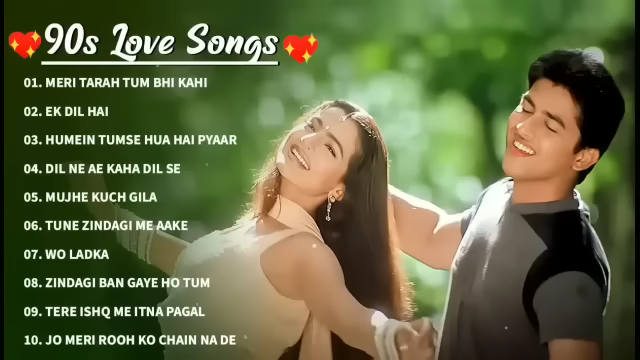 90s Love Songs
01. MERI TARAH TUM BHI KAHI
02. EK DIL HAI
03. HUMEIN TUMSE HUA HAI PYAAR
04. DIL NE AE KAHA DIL SE
05. MUJHE KUCH GILA
06. TUNE ZINDAGI ME AAKE
07. WO LADKA
08. ZINDAGI BAN GAYE HO TUM
09. TERE ISHQ ME ITNA PAGAL
10. JO MERI ROOH KO CHAIN NA DE